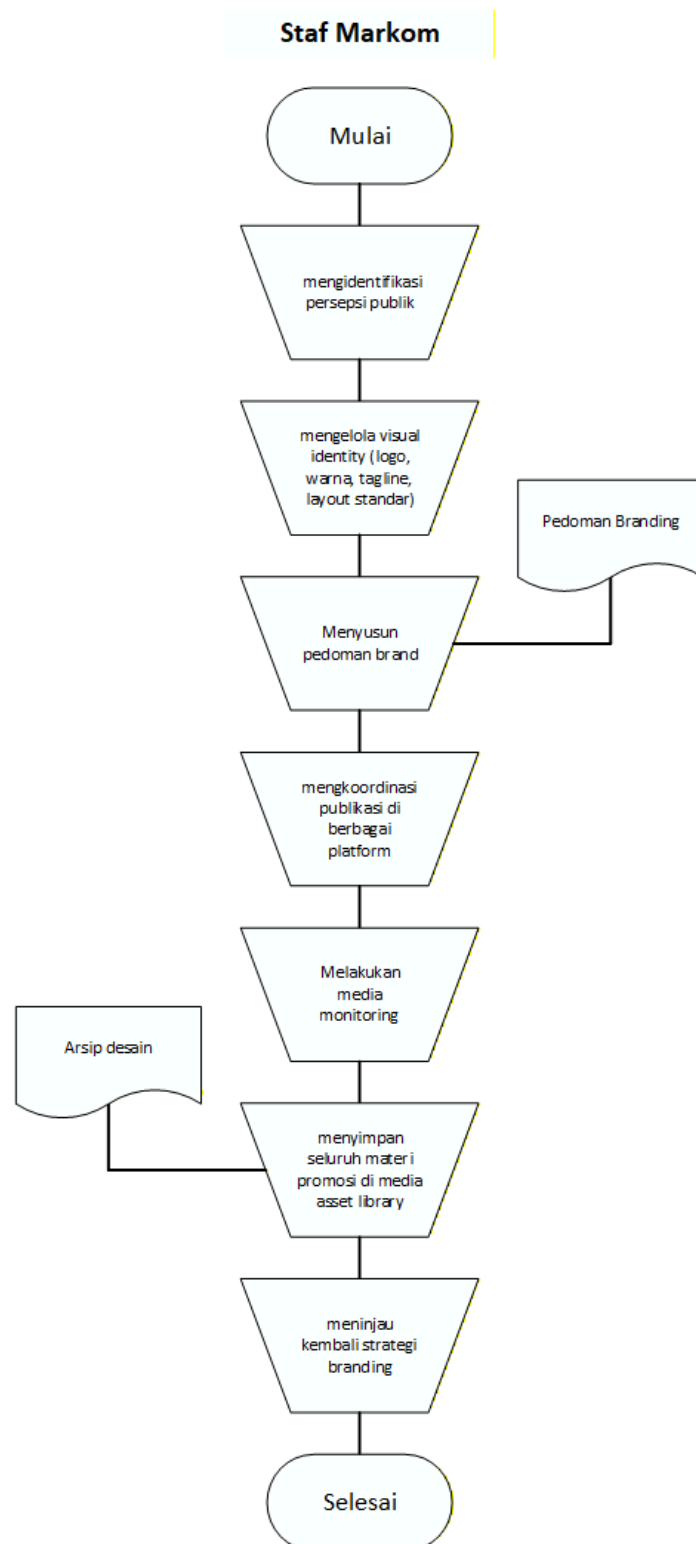 Staf Markom
Mulai
mengidentifikasi
persepsi publik
mengelola visual
identity (logo,
warna, tagline,
layout standar)
Pedoman Branding
Menyusun
pedoman brand
mengkoordinasi
publikasi di
berbagai
platform
Melakukan
media
monitoring
Arsip desain
menyimpan
seluruh materi
promosi di media
asset library
meninjau
kembali strategi
branding
Selesai